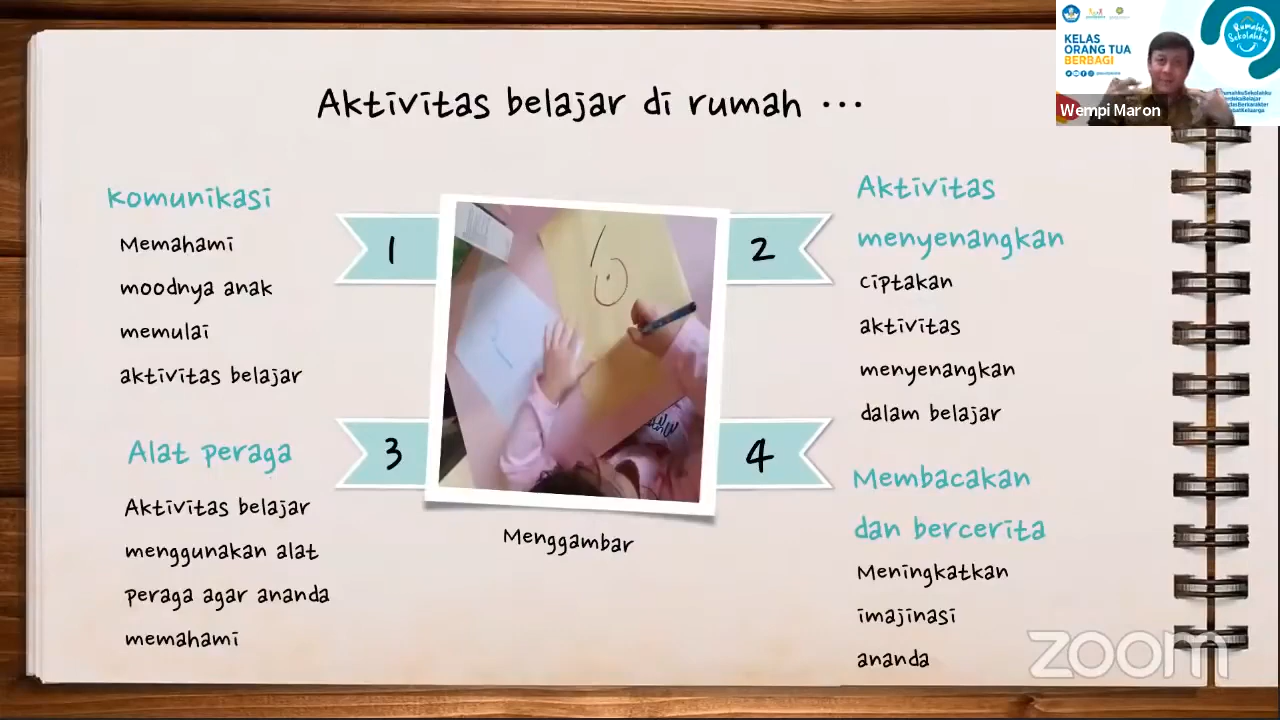 Aktivitas belajar di rumah ...
KELAS
ORANG TUA
BERBAGI
Rumahku
Sekolahku
Wempi Maron
Komunikasi
Memahami
moodnya anak
memulai
aktivitas belajar
1
2
Aktivitas
menyenangkan
ciptakan
aktivitas
menyenangkan
dalam belajar
Alat peraga
Aktivitas belajar
menggunakan alat
peraga agar ananda
memahami
3
4
Membacakan
dan bercerita
Meningkatkan
imajinasi
ananda
Menggambar
zoom